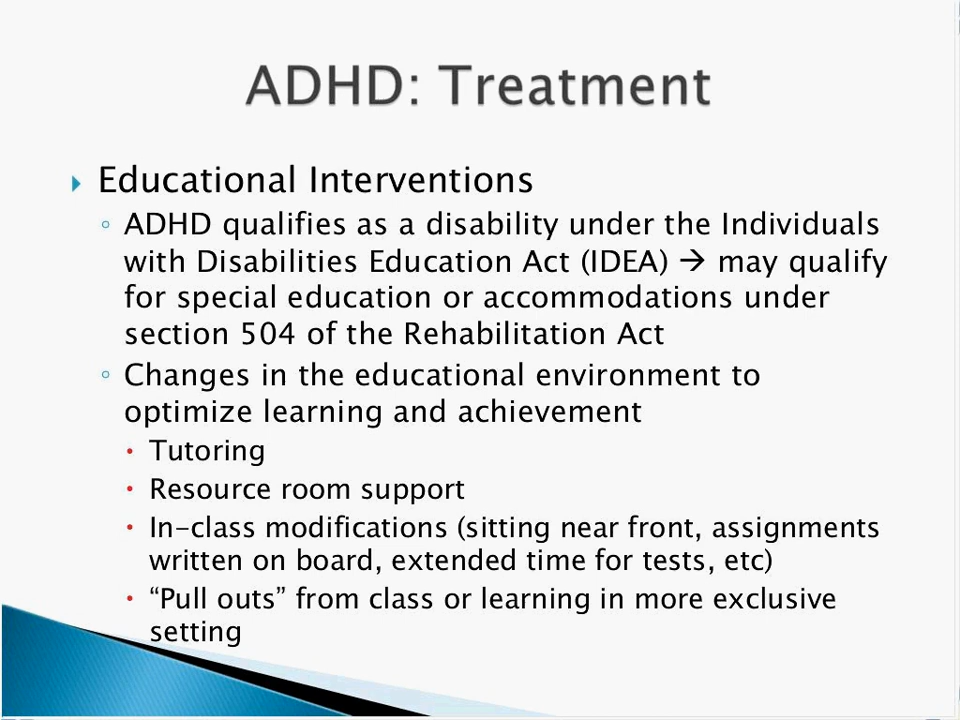 ADHD: Treatment
Educational Interventions
ADHD qualifies as a disability under the Individuals
with Disabilities Education Act (IDEA) → may qualify
for special education or accommodations under
section 504 of the Rehabilitation Act
Changes in the educational environment to
optimize learning and achievement
Tutoring
Resource room support
In-class modifications (sitting near front, assignments
written on board, extended time for tests, etc)
“Pull outs” from class or learning in more exclusive
setting